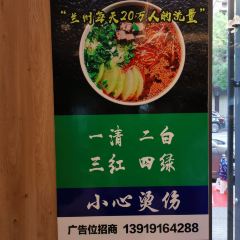 “兰州每天20万人的流量”
一清 二白
三红 四绿
小心烫伤
广告位招商 13919164288